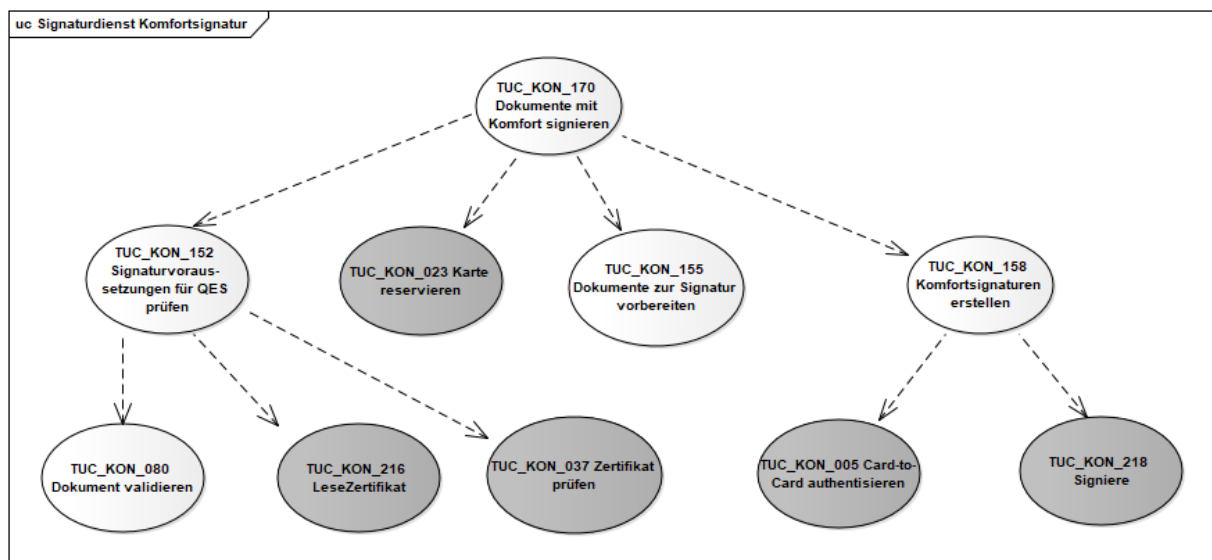 uc Signaturdienst Komfortsignatur
TUC_KON_170
Dokumente mit
Komfort signieren
TUC_KON_152
Signaturvoraus-
setzungen für QES
prüfen
TUC_KON_023 Karte
reservieren
TUC_KON_155
Dokumente zur Signatur
vorbereiten
TUC_KON_158
Komfortsignaturen
erstellen
TUC_KON_080
Dokument validieren
TUC_KON_216
LeseZertifikat
TUC_KON_037 Zertifikat
prüfen
TUC_KON_005 Card-to-
Card authentisieren
TUC_KON_218
Signiere